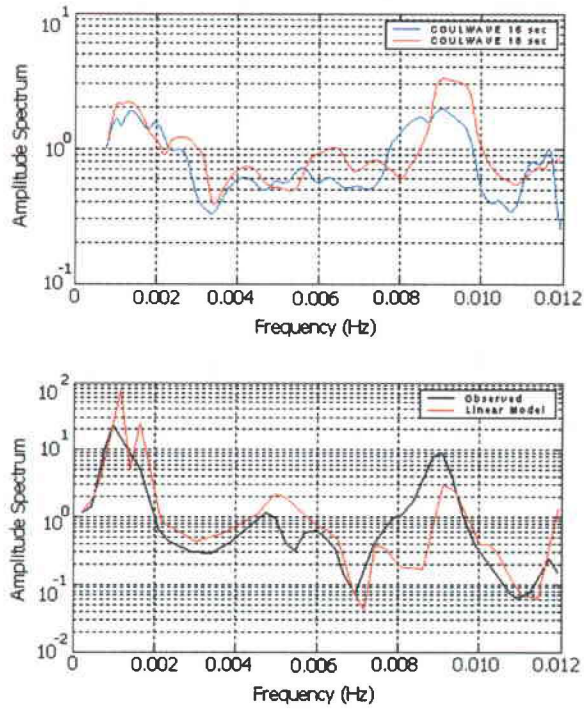 10^1
COULWAVE 16 sec
COULWAVE 18 sec
Amplitude Spectrum
10^0
10^-1
0 0.002 0.004 0.006 0.008 0.010 0.012
Frequency (Hz)
10^2
Observed
Linear Model
10^1
Amplitude Spectrum
10^0
10^-1
10^-2
0 0.002 0.004 0.006 0.008 0.010 0.012
Frequency (Hz)